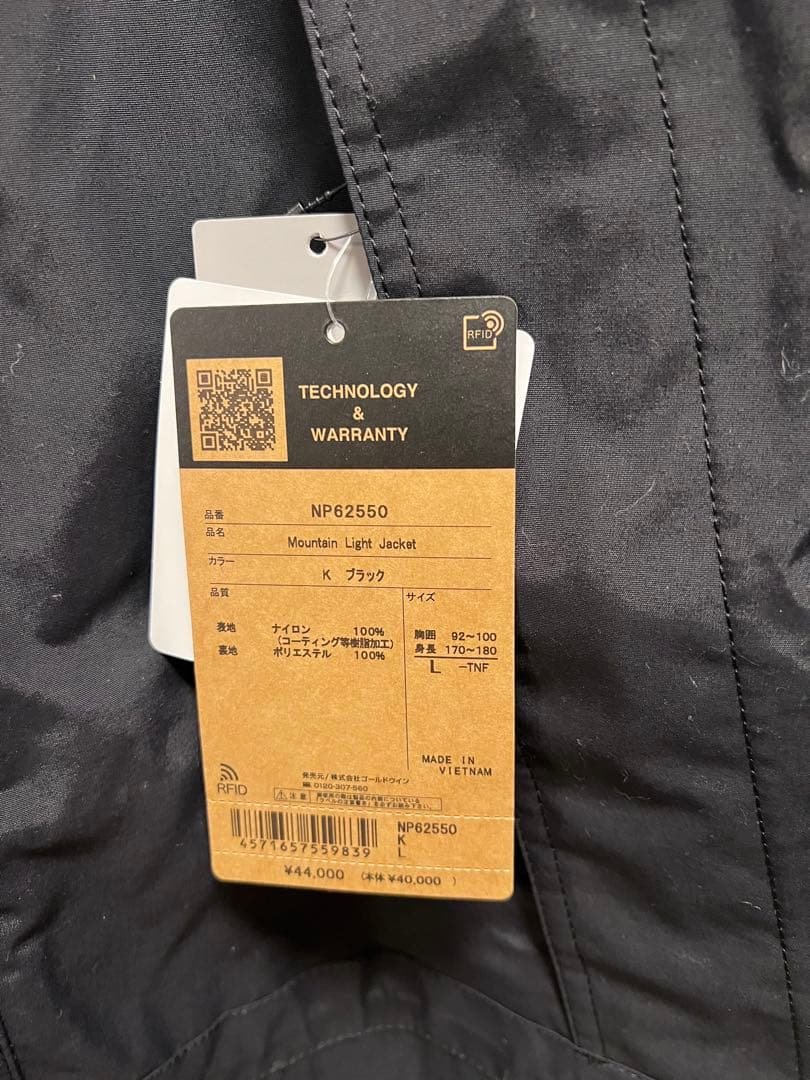 RFID
TECHNOLOGY
&
WARRANTY
品番 NP62550
品名 Mountain Light Jacket
カラー K ブラック
品質
表地 ナイロン 100%
(コーティング等樹脂加工)
裏地 ポリエステル 100%
サイズ
胸囲 92~100
身長 170~180
L -TNF
MADE IN
VIETNAM
RFID
発売元/株式会社ゴールドウイン
0120-307-560
注意
4571657559839
NP62550
K
L
¥44,000 (本体 ¥40,000 )